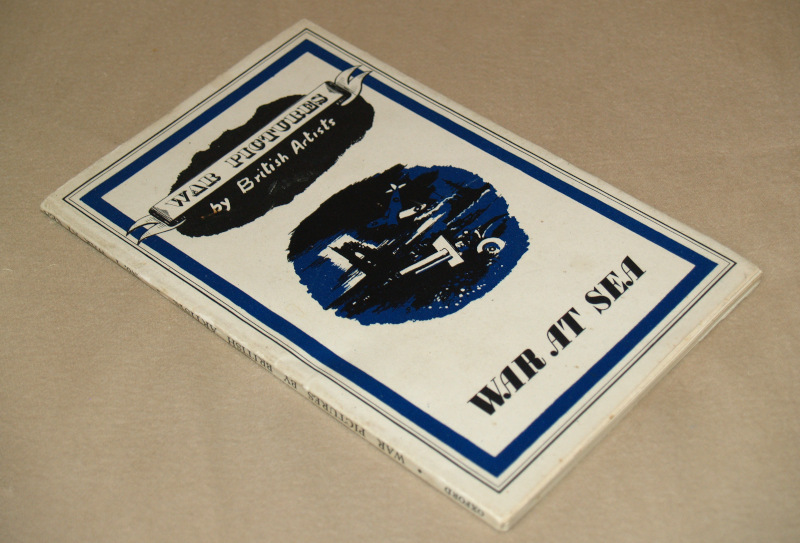 WAR PICTURES
by British Artists
WAR AT SEA
WAR PICTURES BY BRITISH ARTISTS
OXFORD